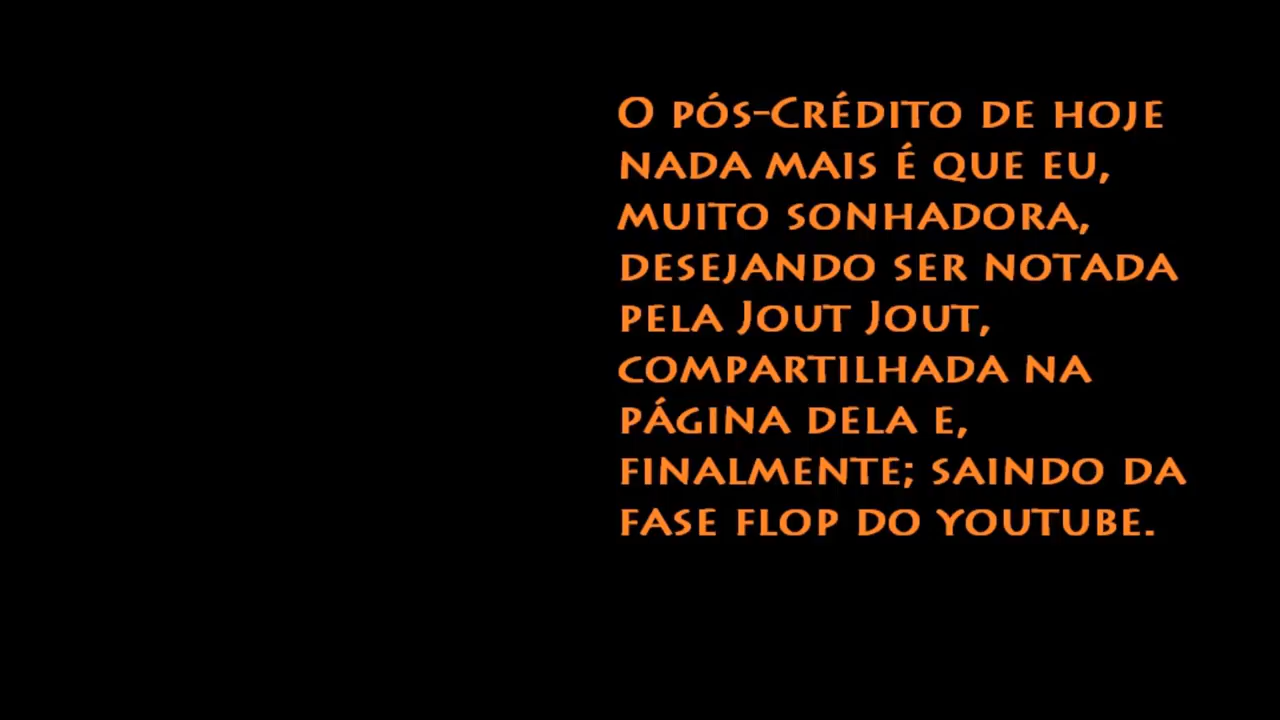 O pós-Crédito de hoje
nada mais é que eu,
muito sonhadora,
desejando ser notada
pela Jout Jout,
compartilhada na
página dela e,
finalmente; saindo da
fase flop do youtube.